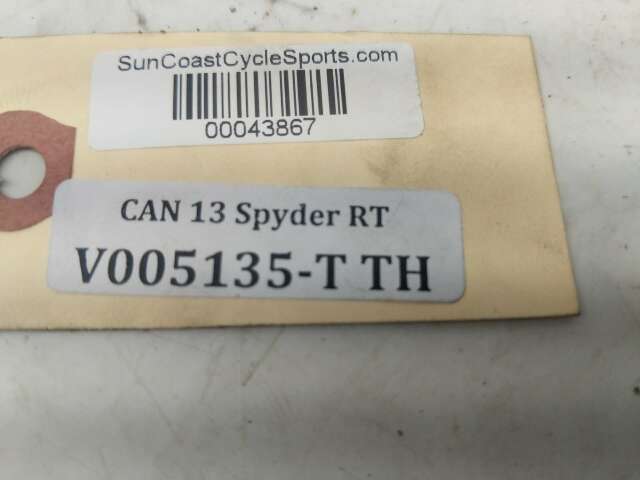 SunCoastCycleSports.com
00043867
CAN 13 Spyder RT
V005135-T TH